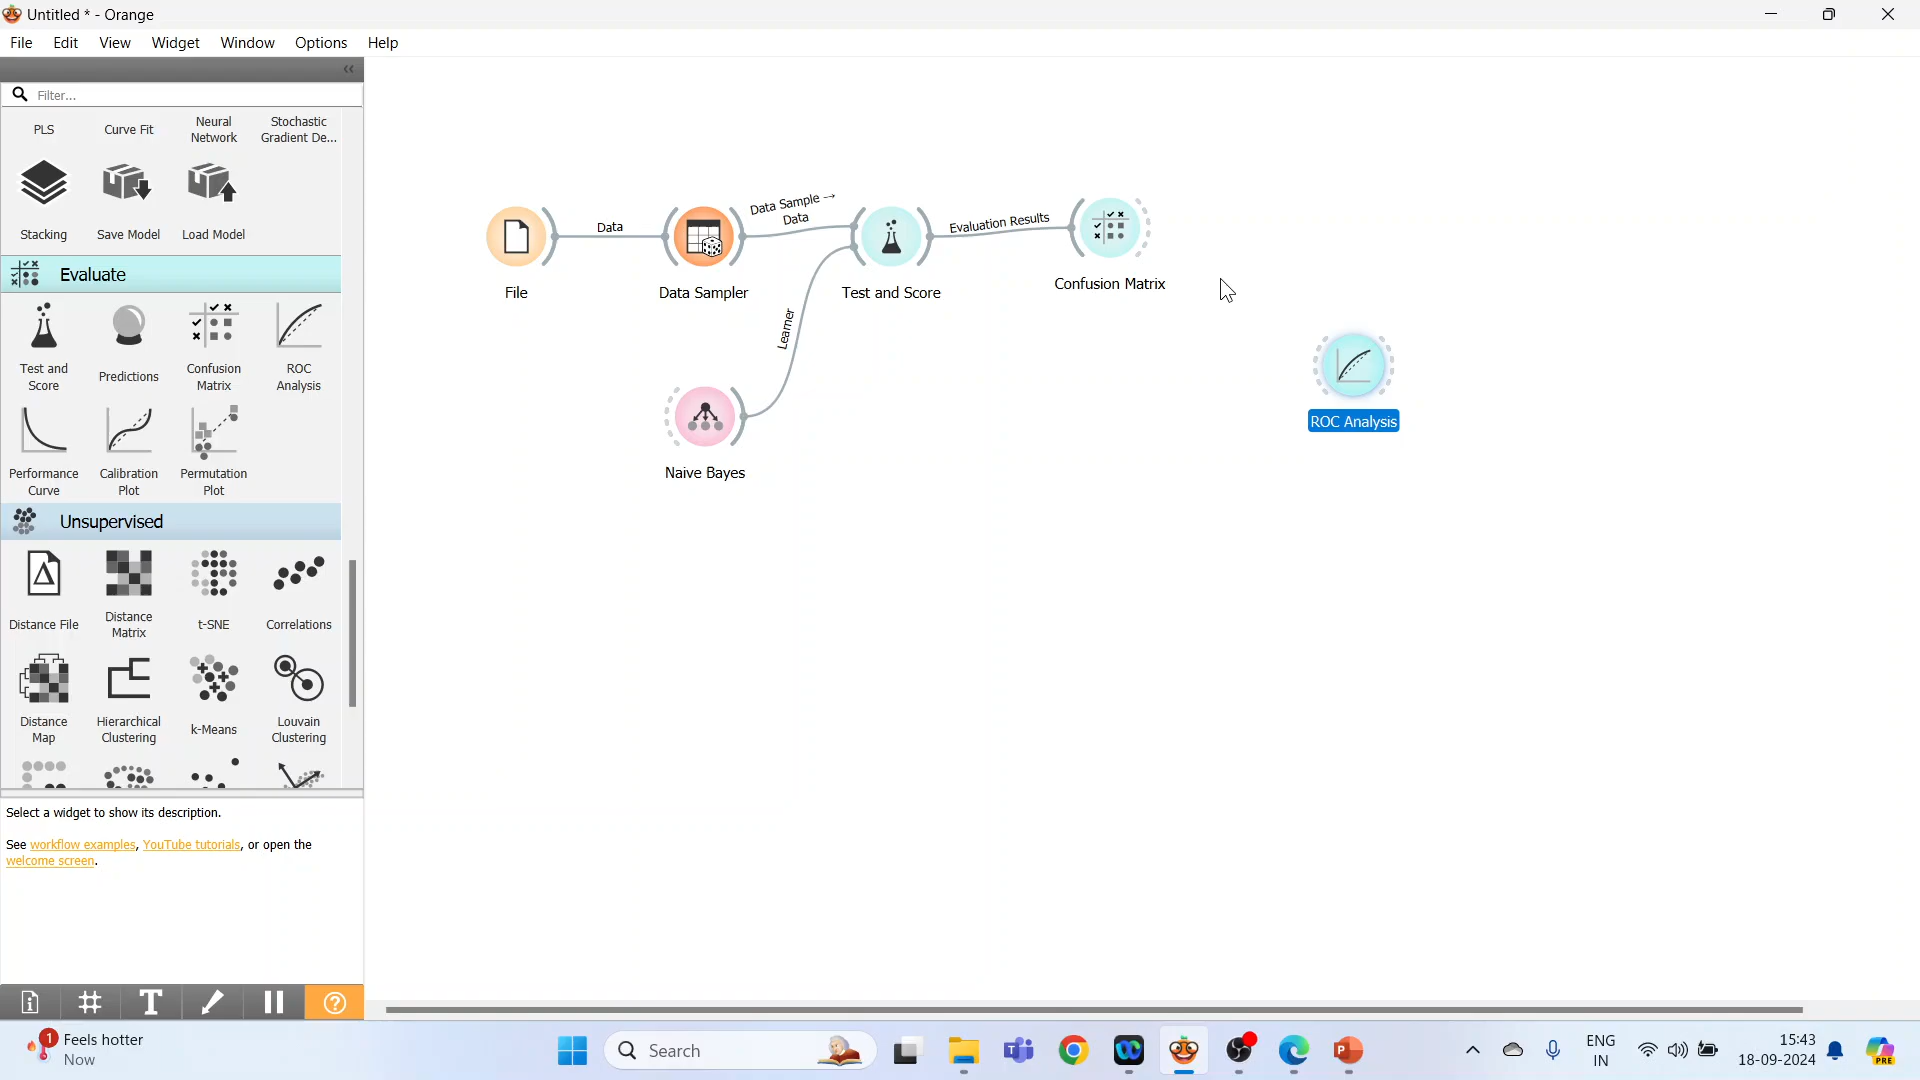 Untitled * - Orange
File Edit View Widget Window Options Help
Filter...
PLS Curve Fit Neural Network Stochastic Gradient De...
Stacking Save Model Load Model
Evaluate
Test and Score Predictions Confusion Matrix ROC Analysis
Performance Curve Calibration Plot Permutation Plot
Unsupervised
Distance File Distance Matrix t-SNE Correlations
Distance Map Hierarchical Clustering k-Means Louvain Clustering
Select a widget to show its description.
See workflow examples, YouTube tutorials, or open the
welcome screen.
Data
Data Sample →
Data
Evaluation Results
Learner
File
Data Sampler
Test and Score
Confusion Matrix
ROC Analysis
Naive Bayes
1 Feels hotter
Now
Search
ENG
IN
15:43
18-09-2024
PRE